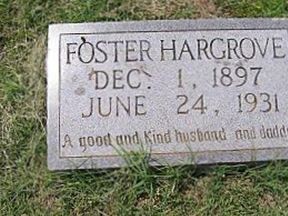 FOSTER HARGROVE
DEC. 1, 1897
JUNE 24, 1931
A good and kind husband and daddy